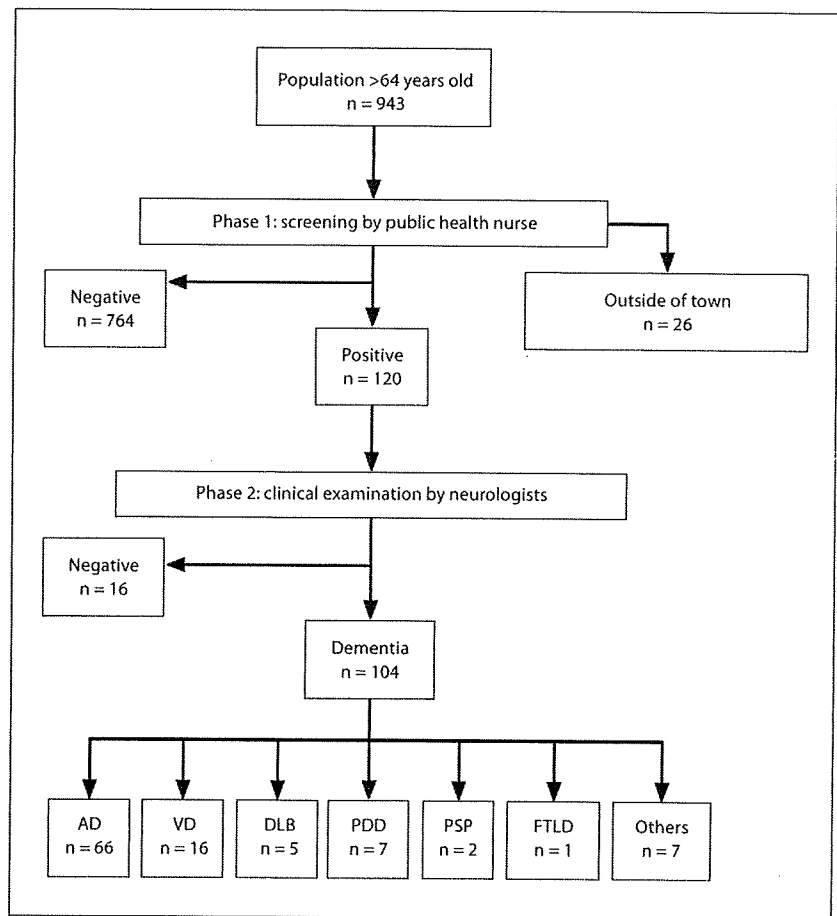 Population >64 years old
n = 943
Phase 1: screening by public health nurse
Negative
n = 764
Outside of town
n = 26
Positive
n = 120
Phase 2: clinical examination by neurologists
Negative
n = 16
Dementia
n = 104
AD
n = 66
VD
n = 16
DLB
n = 5
PDD
n = 7
PSP
n = 2
FTLD
n = 1
Others
n = 7